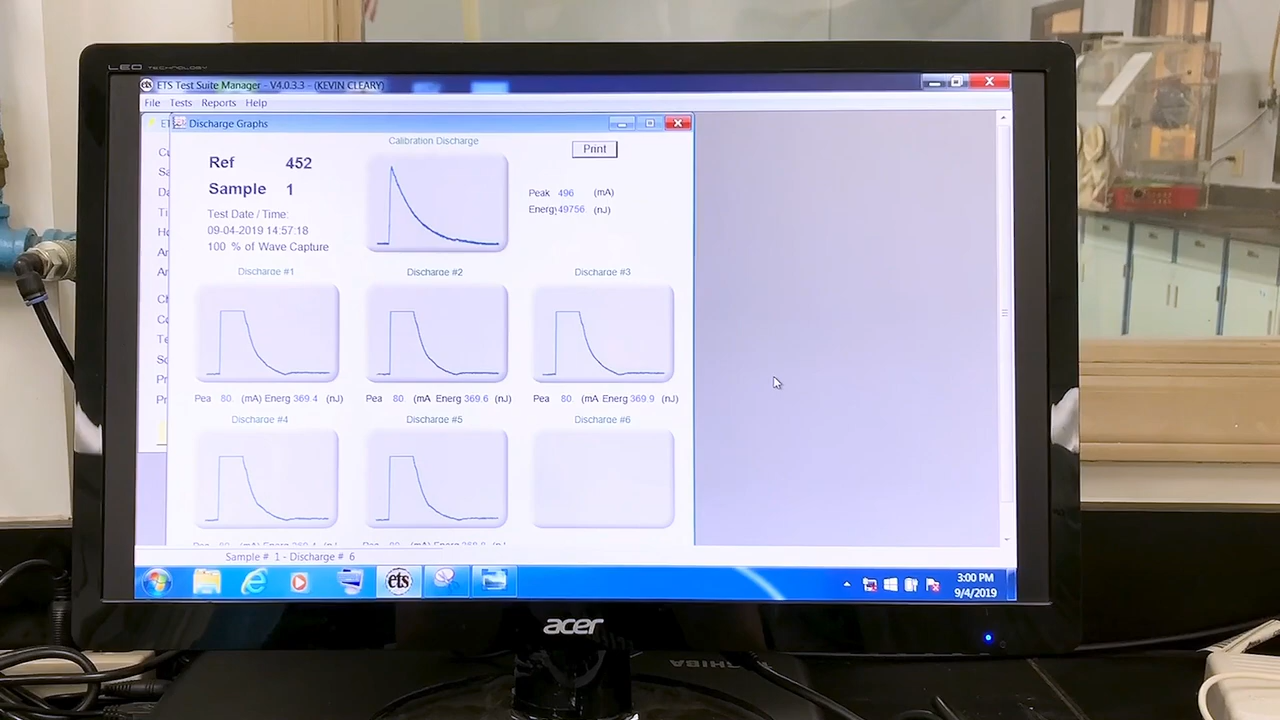 LED TECHNOLOGY
ets ETS Test Suite Manager - V4.0.3.3 - (KEVIN CLEARY)
File Tests Reports Help
Discharge Graphs
Calibration Discharge
Print
Ref 452
Sample 1
Peak 496 (mA)
Energy 49756 (nJ)
Test Date / Time:
09-04-2019 14:57:18
100 % of Wave Capture
Discharge #1 Discharge #2 Discharge #3
Pea 80. (mA) Energ 369.4 (nJ) Pea 80. (mA Energ 369.6 (nJ) Pea 80. (mA Energ 369.9 (nJ)
Discharge #4 Discharge #5 Discharge #6
Sample # 1 - Discharge # 6
ets
3:00 PM
9/4/2019
acer
TOSHIBA